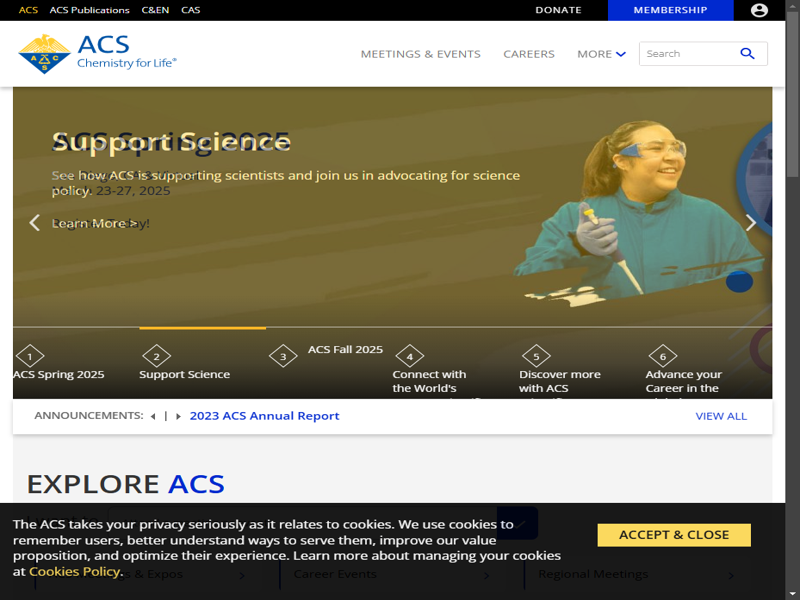 ACS ACS Publications C&EN CAS DONATE MEMBERSHIP
ACS
Chemistry for Life®
MEETINGS & EVENTS CAREERS MORE Search
ACS Spring 2025
Support Science
See how ACS is supporting scientists and join us in advocating for science
policy.
23-27, 2025
Learn More >
1 ACS Spring 2025
2 Support Science
3 ACS Fall 2025
4 Connect with
the World's
5 Discover more
with ACS
6 Advance your
Career in the
ANNOUNCEMENTS: | 2023 ACS Annual Report VIEW ALL
EXPLORE ACS
The ACS takes your privacy seriously as it relates to cookies. We use cookies to
remember users, better understand ways to serve them, improve our value
proposition, and optimize their experience. Learn more about managing your cookies
at Cookies Policy.
ACCEPT & CLOSE
& Expos Career Events Regional Meetings